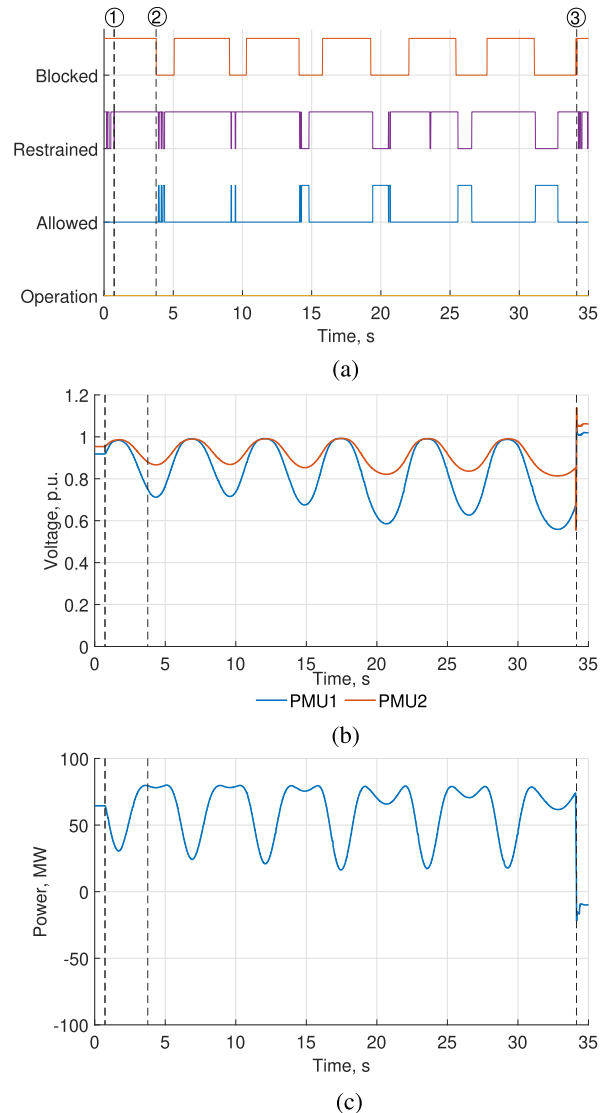 ① ② ③
Blocked
Restrained
Allowed
Operation
0 5 10 15 20 25 30 35
Time, s
(a)
1.2
1
0.8
0.6
0.4
0.2
0
Voltage, p.u.
0 5 10 15 20 25 30 35
Time, s
PMU1 PMU2
(b)
100
50
0
-50
-100
Power, MW
0 5 10 15 20 25 30 35
Time, s
(c)